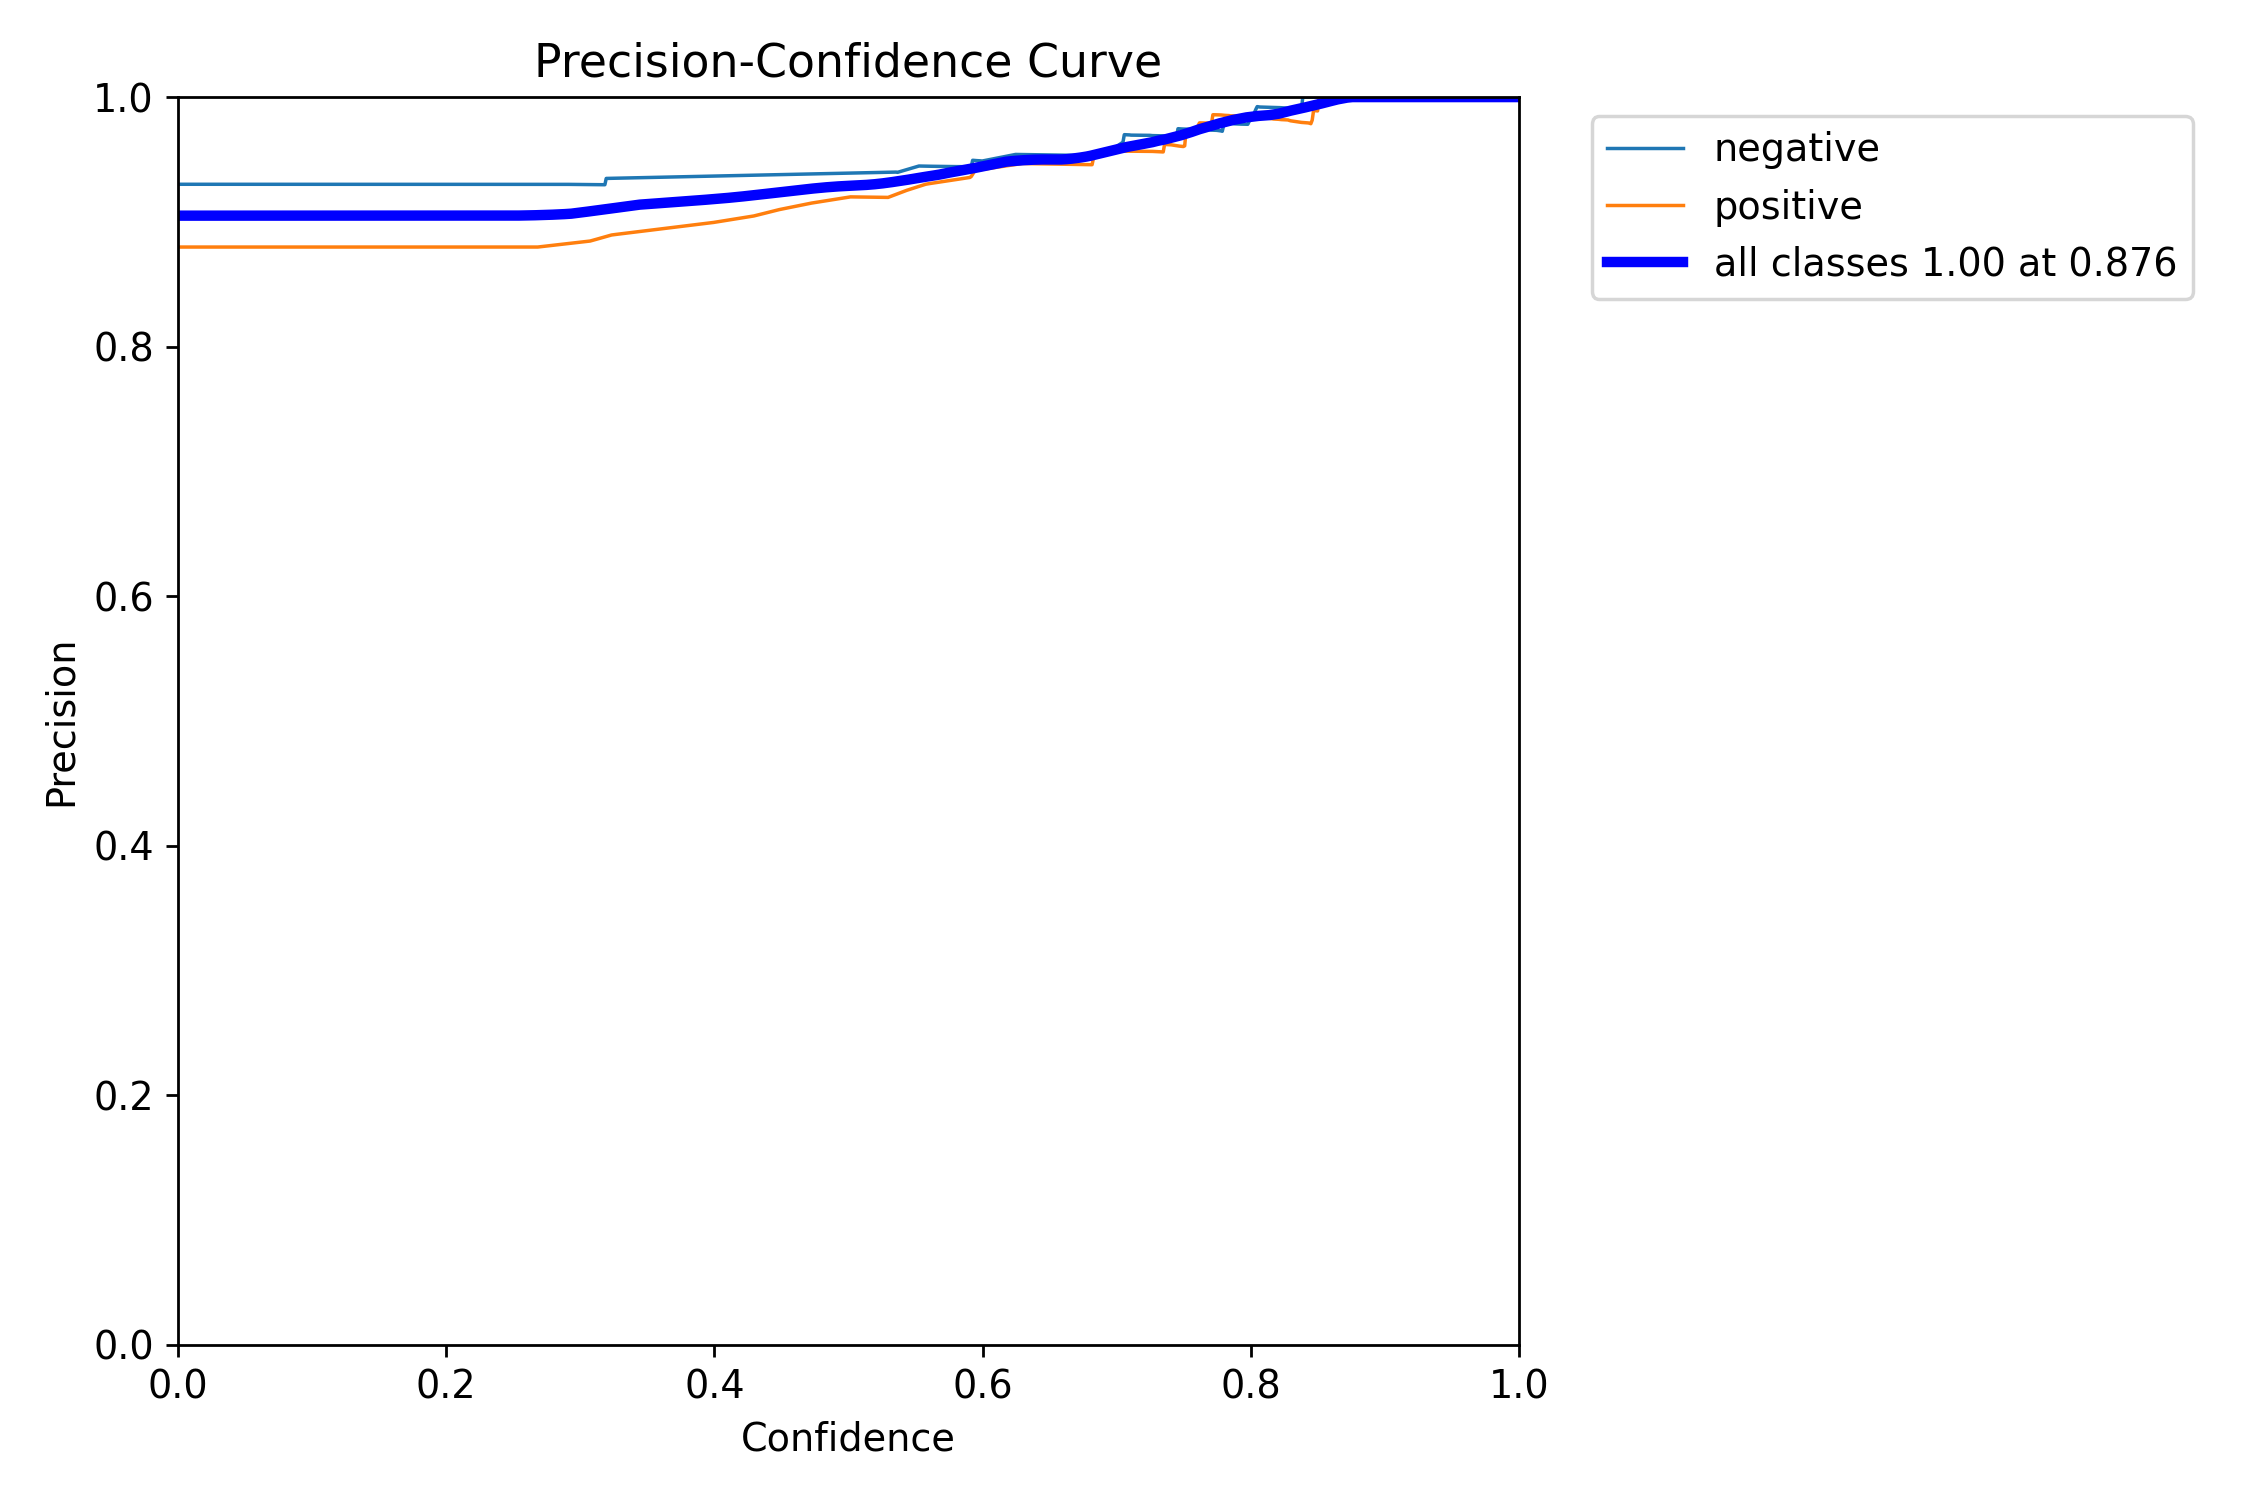 Precision-Confidence Curve
1.0
0.8
0.6
0.4
0.2
0.0
Precision
0.0 0.2 0.4 0.6 0.8 1.0
Confidence
negative
positive
all classes 1.00 at 0.876